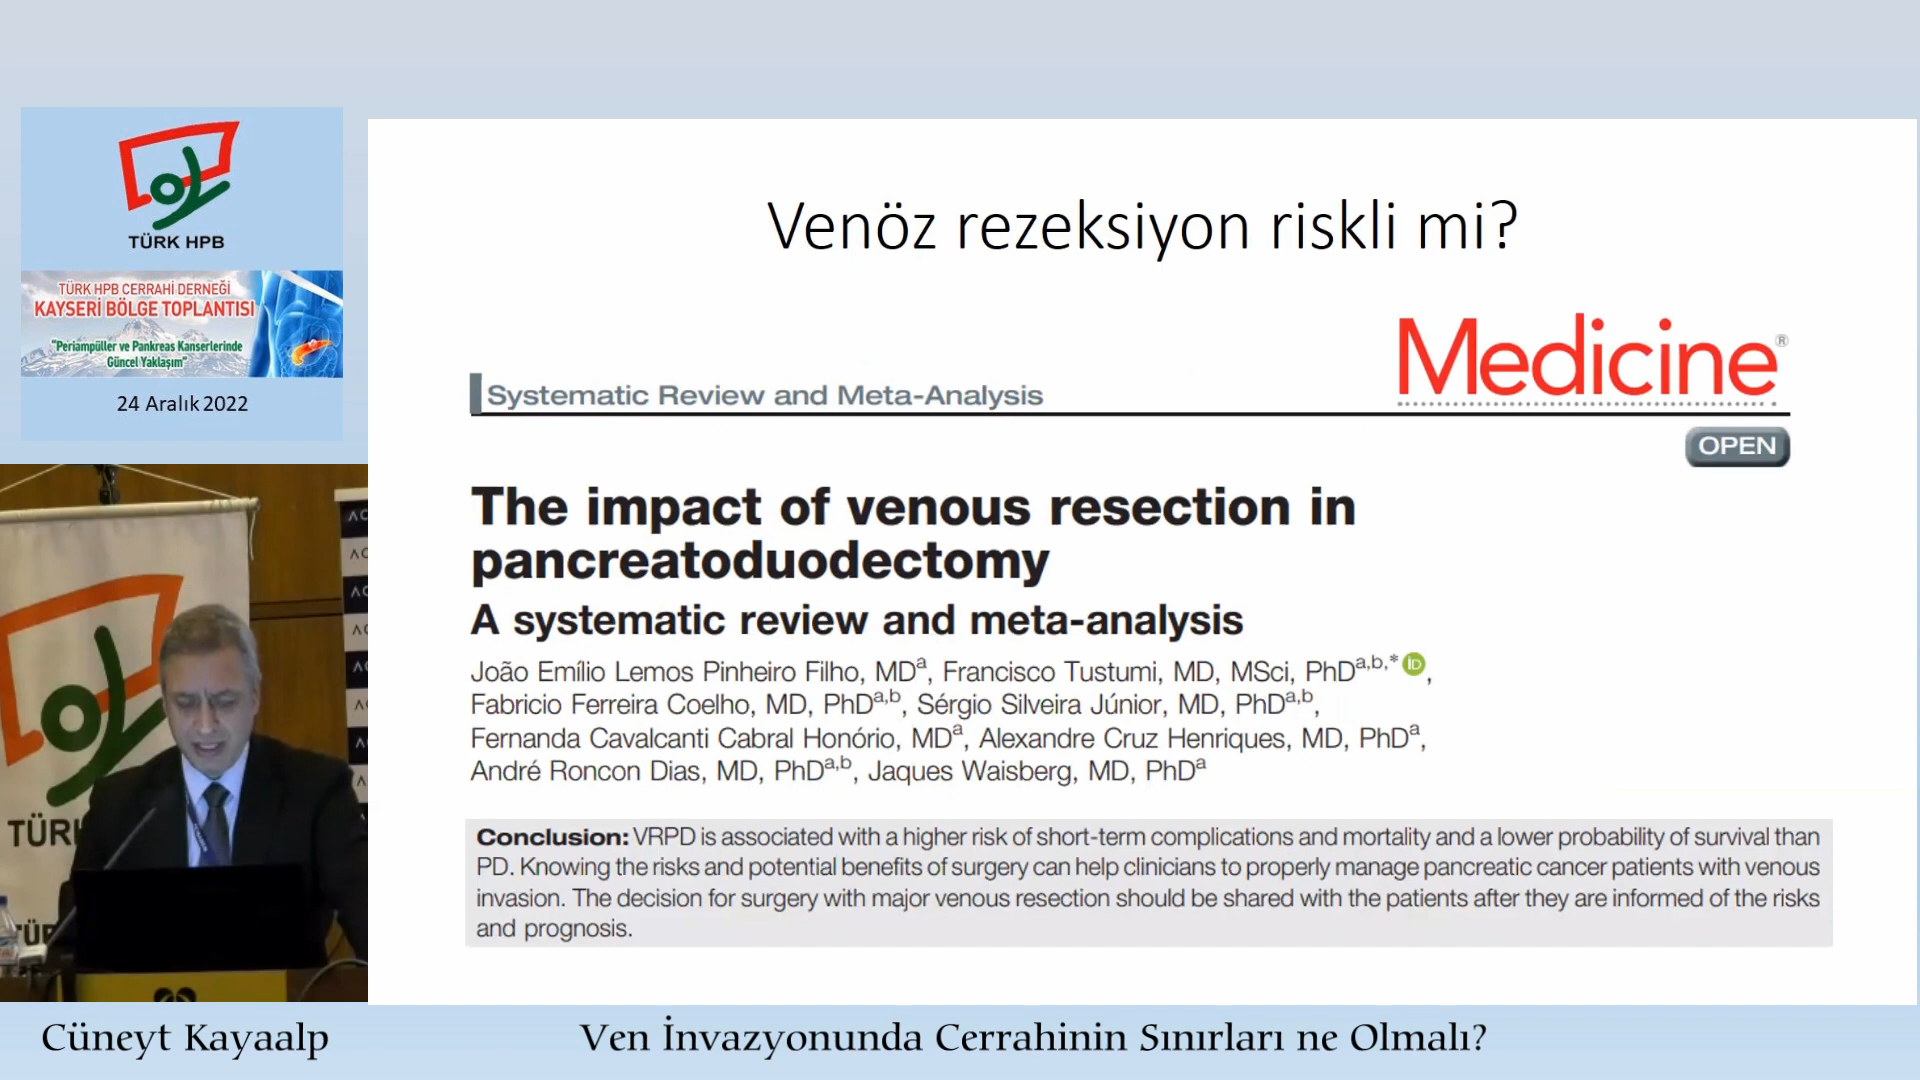 TÜRK HPB
TÜRK HPB CERRAHİ DERNEĞİ
KAYSERİ BÖLGE TOPLANTISI
"Periampüller ve Pankreas Kanserlerinde
Güncel Yaklaşım"
24 Aralık 2022
Venöz rezeksiyon riskli mi?
Medicine®
Systematic Review and Meta-Analysis
OPEN
The impact of venous resection in
pancreatoduodectomy
A systematic review and meta-analysis
João Emílio Lemos Pinheiro Filho, MDa, Francisco Tustumi, MD, MSci, PhDa,b,* iD,
Fabricio Ferreira Coelho, MD, PhDa,b, Sérgio Silveira Júnior, MD, PhDa,b,
Fernanda Cavalcanti Cabral Honório, MDa, Alexandre Cruz Henriques, MD, PhDa,
André Roncon Dias, MD, PhDa,b, Jaques Waisberg, MD, PhDa
Conclusion: VRPD is associated with a higher risk of short-term complications and mortality and a lower probability of survival than
PD. Knowing the risks and potential benefits of surgery can help clinicians to properly manage pancreatic cancer patients with venous
invasion. The decision for surgery with major venous resection should be shared with the patients after they are informed of the risks
and prognosis.
Cüneyt Kayaalp
Ven İnvazyonunda Cerrahinin Sınırları ne Olmalı?